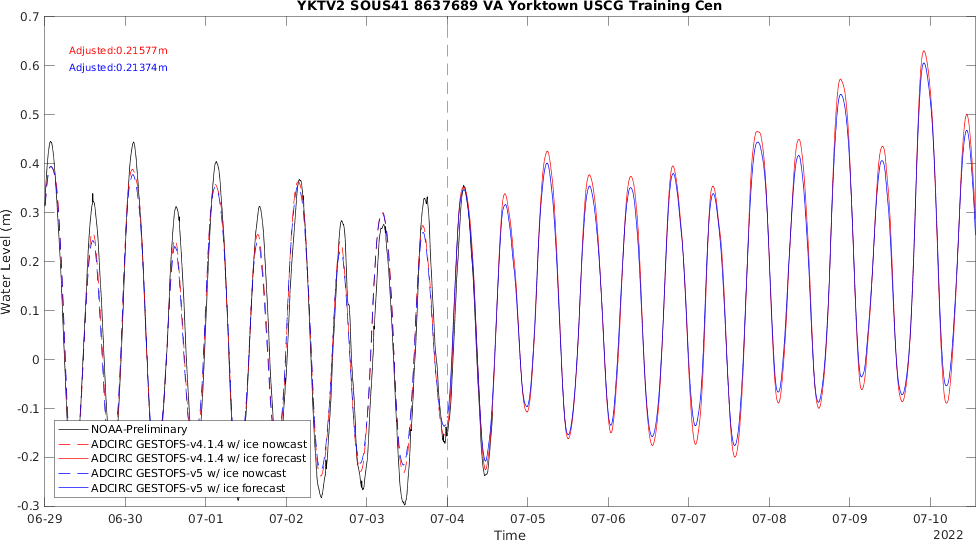 YKTV2 SOUS41 8637689 VA Yorktown USCG Training Cen
Adjusted:0.21577m
Adjusted:0.21374m
Water Level (m)
0.7
0.6
0.5
0.4
0.3
0.2
0.1
0
-0.1
-0.2
-0.3
NOAA-Preliminary
ADCIRC GESTOFS-v4.1.4 w/ ice nowcast
ADCIRC GESTOFS-v4.1.4 w/ ice forecast
ADCIRC GESTOFS-v5 w/ ice nowcast
ADCIRC GESTOFS-v5 w/ ice forecast
06-29 06-30 07-01 07-02 07-03 07-04 07-05 07-06 07-07 07-08 07-09 07-10
Time
2022